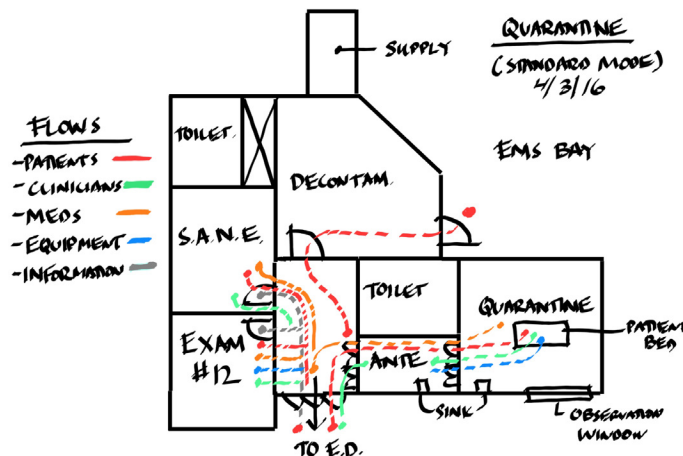 SUPPLY
QUARANTINE
(STANDARD MODE)
4/3/16
EMS BAY
FLOWS
-PATIENTS
-CLINICIANS
-MEDS
-EQUIPMENT
-INFORMATION
TOILET
DECONTAM.
S.A.N.E.
TOILET
QUARANTINE
PATIENT
BED
EXAM
#12
ANTE
SINK
OBSERVATION
WINDOW
TO E.D.